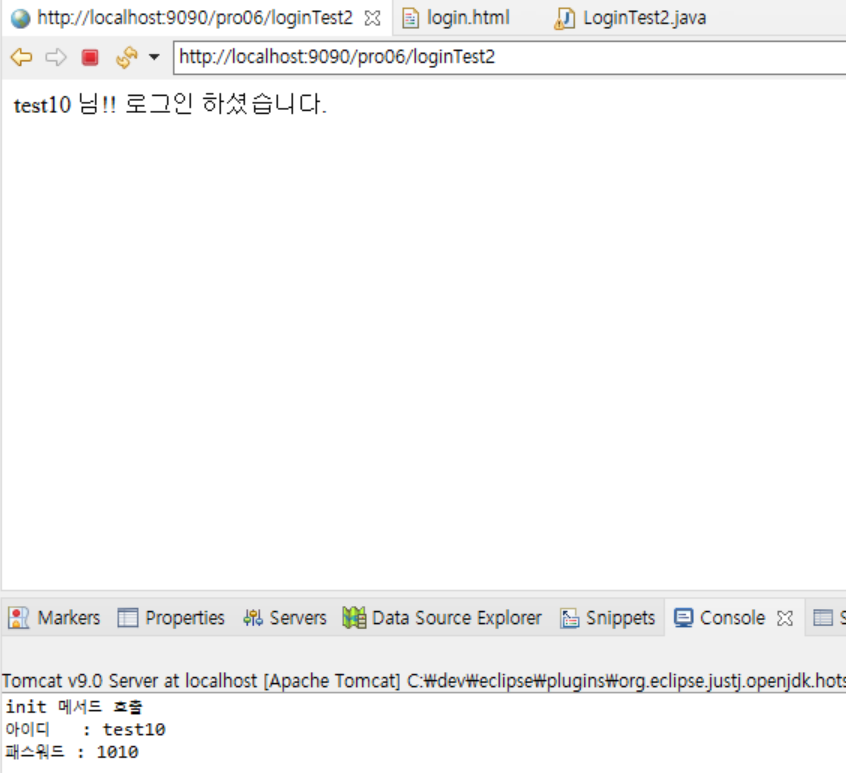 http://localhost:9090/pro06/loginTest2 login.html LoginTest2.java
http://localhost:9090/pro06/loginTest2
test10 님!! 로그인 하셨습니다.
Markers Properties Servers Data Source Explorer Snippets Console S
Tomcat v9.0 Server at localhost [Apache Tomcat] C:₩dev₩eclipse₩plugins₩org.eclipse.justj.openjdk.hots
init 메서드 호출
아이디 : test10
패스워드 : 1010